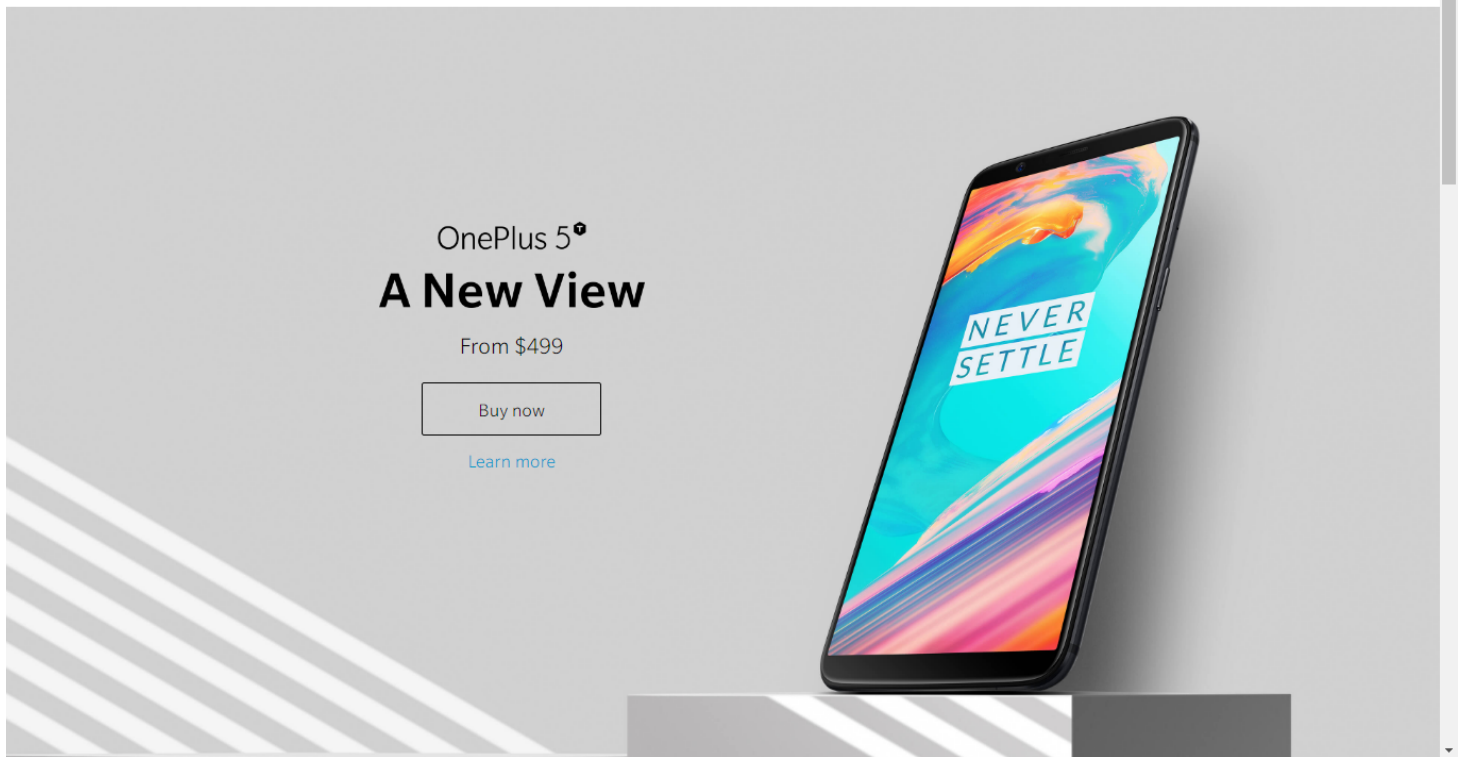 OnePlus 5T
A New View
From $499
Buy now
Learn more
NEVER
SETTLE